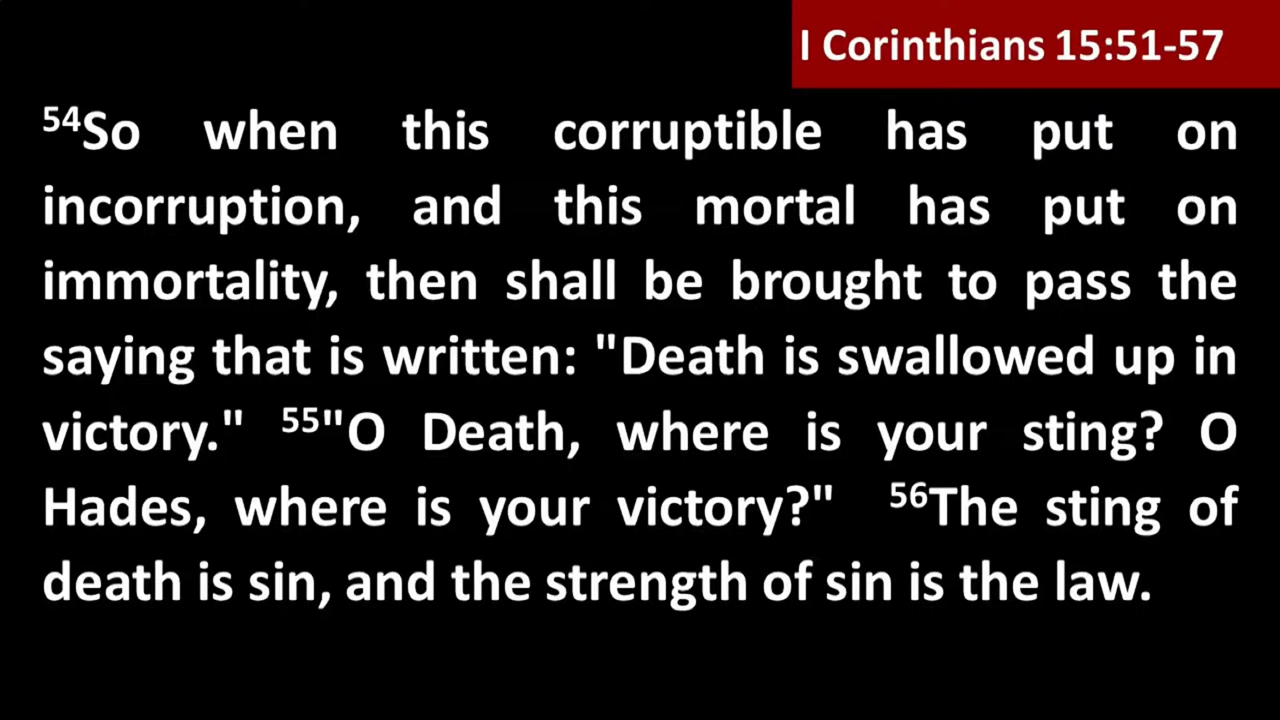 I Corinthians 15:51-57
54So when this corruptible has put on
incorruption, and this mortal has put on
immortality, then shall be brought to pass the
saying that is written: "Death is swallowed up in
victory." 55"O Death, where is your sting? O
Hades, where is your victory?" 56The sting of
death is sin, and the strength of sin is the law.